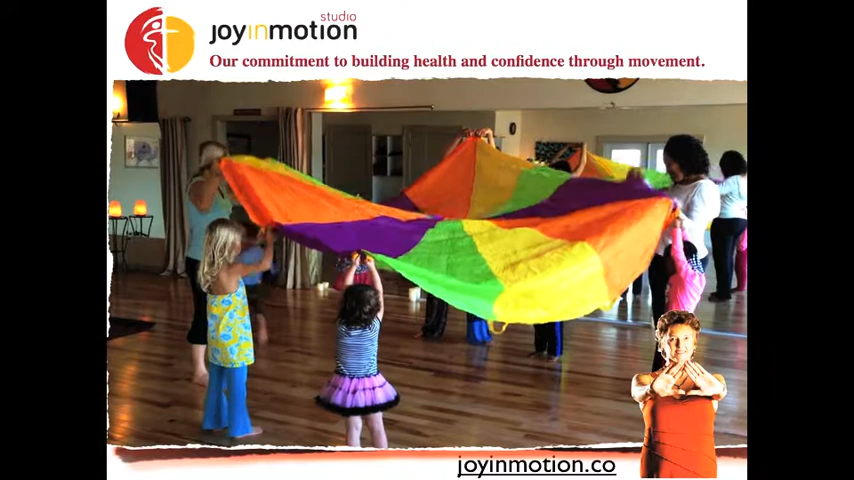 studio
joyinmotion
Our commitment to building health and confidence through movement.
joyinmotion.co